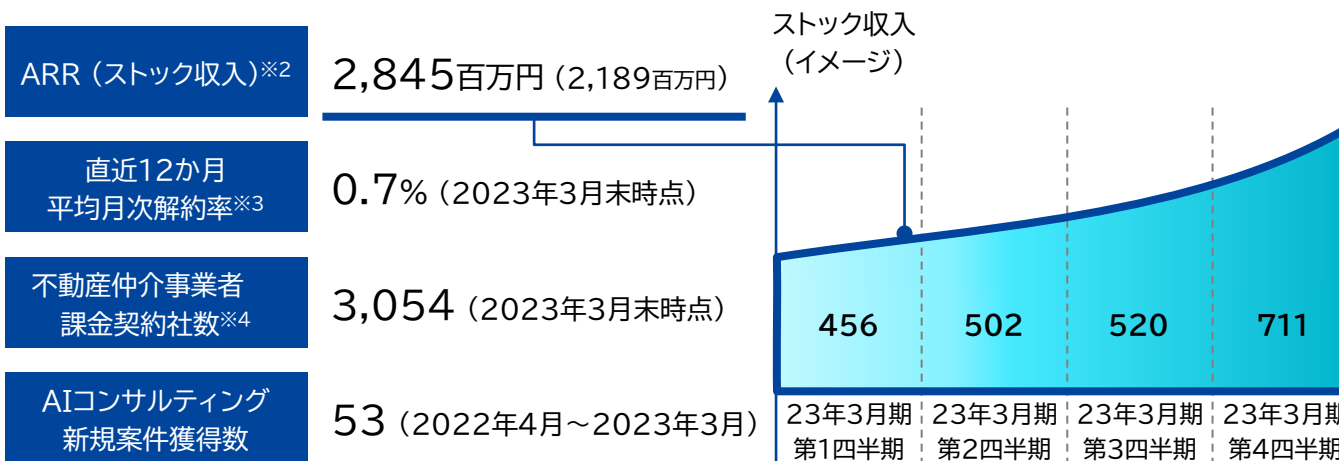 ARR（ストック収入）※2
2,845百万円（2,189百万円）
直近12か月
平均月次解約率※3
0.7%（2023年3月末時点）
不動産仲介事業者
課金契約社数※4
3,054（2023年3月末時点）
AIコンサルティング
新規案件獲得数
53（2022年4月～2023年3月）
ストック収入
（イメージ）
456 502 520 711
23年3月期 23年3月期 23年3月期 23年3月期
第1四半期 第2四半期 第3四半期 第4四半期